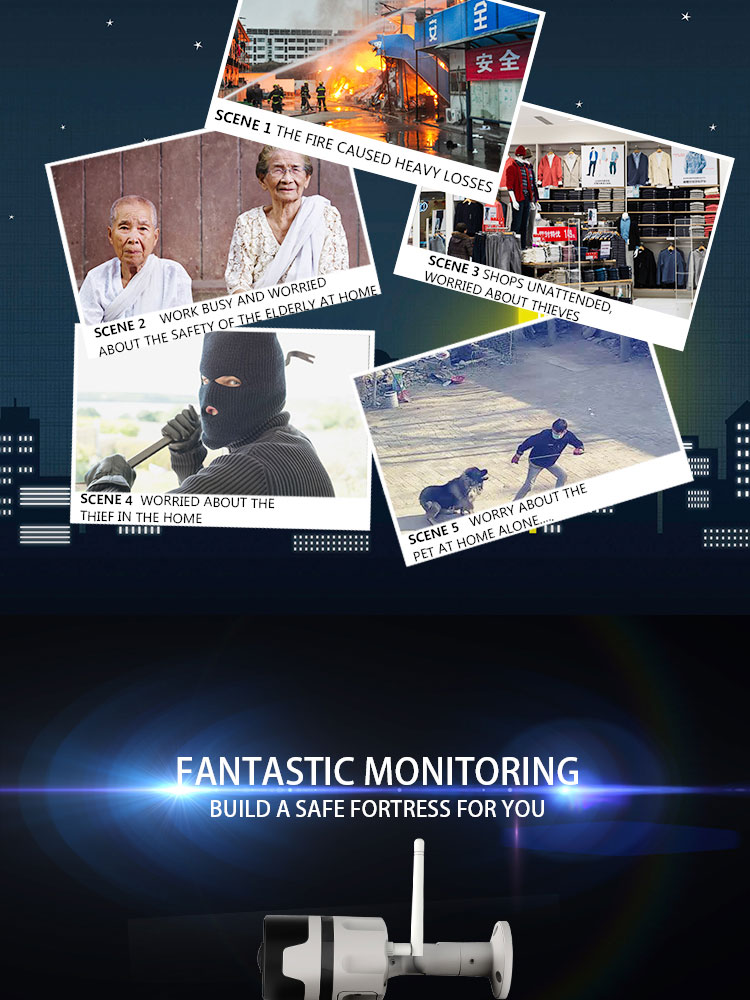 安全
安全
SCENE 1 THE FIRE CAUSED HEAVY LOSSES
SCENE 2 WORK BUSY AND WORRIED
ABOUT THE SAFETY OF THE ELDERLY AT HOME
SCENE 3 SHOPS UNATTENDED,
WORRIED ABOUT THIEVES
SCENE 4 WORRIED ABOUT THE
THIEF IN THE HOME
SCENE 5 WORRY ABOUT THE
PET AT HOME ALONE.....
FANTASTIC MONITORING
BUILD A SAFE FORTRESS FOR YOU